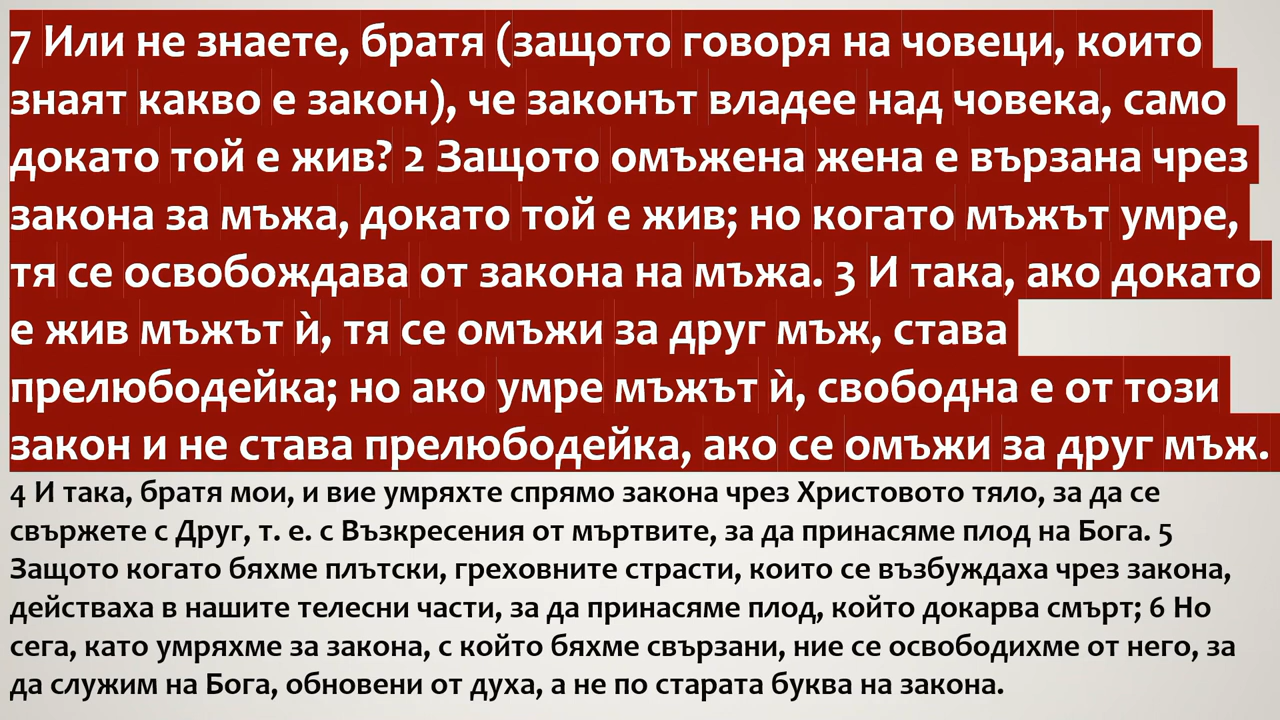 7 Или не знаете, братя (защото говоря на човеци, които
знаят какво е закон), че законът владее над човека, само
докато той е жив? 2 Защото омъжена жена е вързана чрез
закона за мъжа, докато той е жив; но когато мъжът умре,
тя се освобождава от закона на мъжа. 3 И така, ако докато
е жив мъжът ѝ, тя се омъжи за друг мъж, става
прелюбодейка; но ако умре мъжът ѝ, свободна е от този
закон и не става прелюбодейка, ако се омъжи за друг мъж.
4 И така, братя мои, и вие умряхте спрямо закона чрез Христовото тяло, за да се
свържете с Друг, т. е. с Възкресения от мъртвите, за да принасяме плод на Бога. 5
Защото когато бяхме плътски, греховните страсти, които се възбуждаха чрез закона,
действаха в нашите телесни части, за да принасяме плод, който докарва смърт; 6 Но
сега, като умряхме за закона, с който бяхме свързани, ние се освободихме от него, за
да служим на Бога, обновени от духа, а не по старата буква на закона.